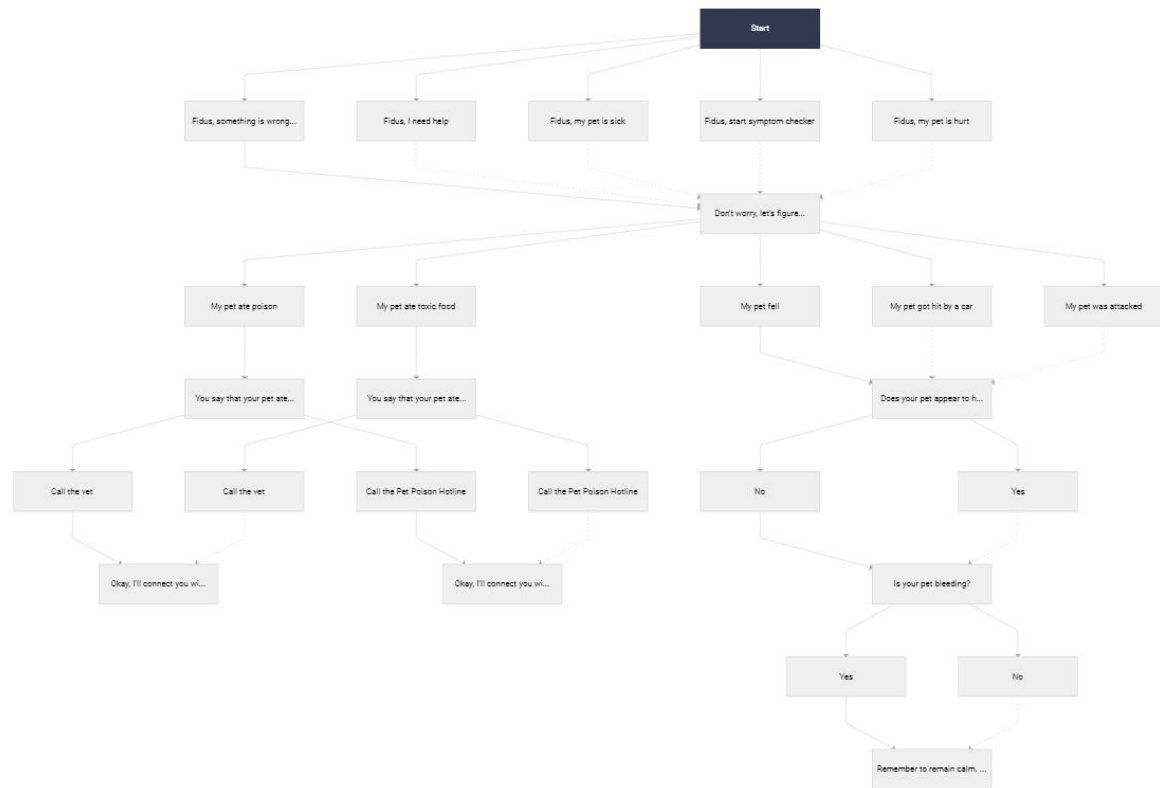 Start
Fidus, something is wrong...
Fidus, I need help
Fidus, my pet is sick
Fidus, start symptom checker
Fidus, my pet is hurt
Don't worry, let's figure...
My pet ate poison
My pet ate toxic food
My pet fell
My pet got hit by a car
My pet was attacked
You say that your pet ate...
You say that your pet ate...
Does your pet appear to h...
Call the vet
Call the vet
Call the Pet Poison Hotline
Call the Pet Poison Hotline
No
Yes
Okay, I'll connect you wi...
Okay, I'll connect you wi...
Is your pet bleeding?
Yes
No
Remember to remain calm. ...